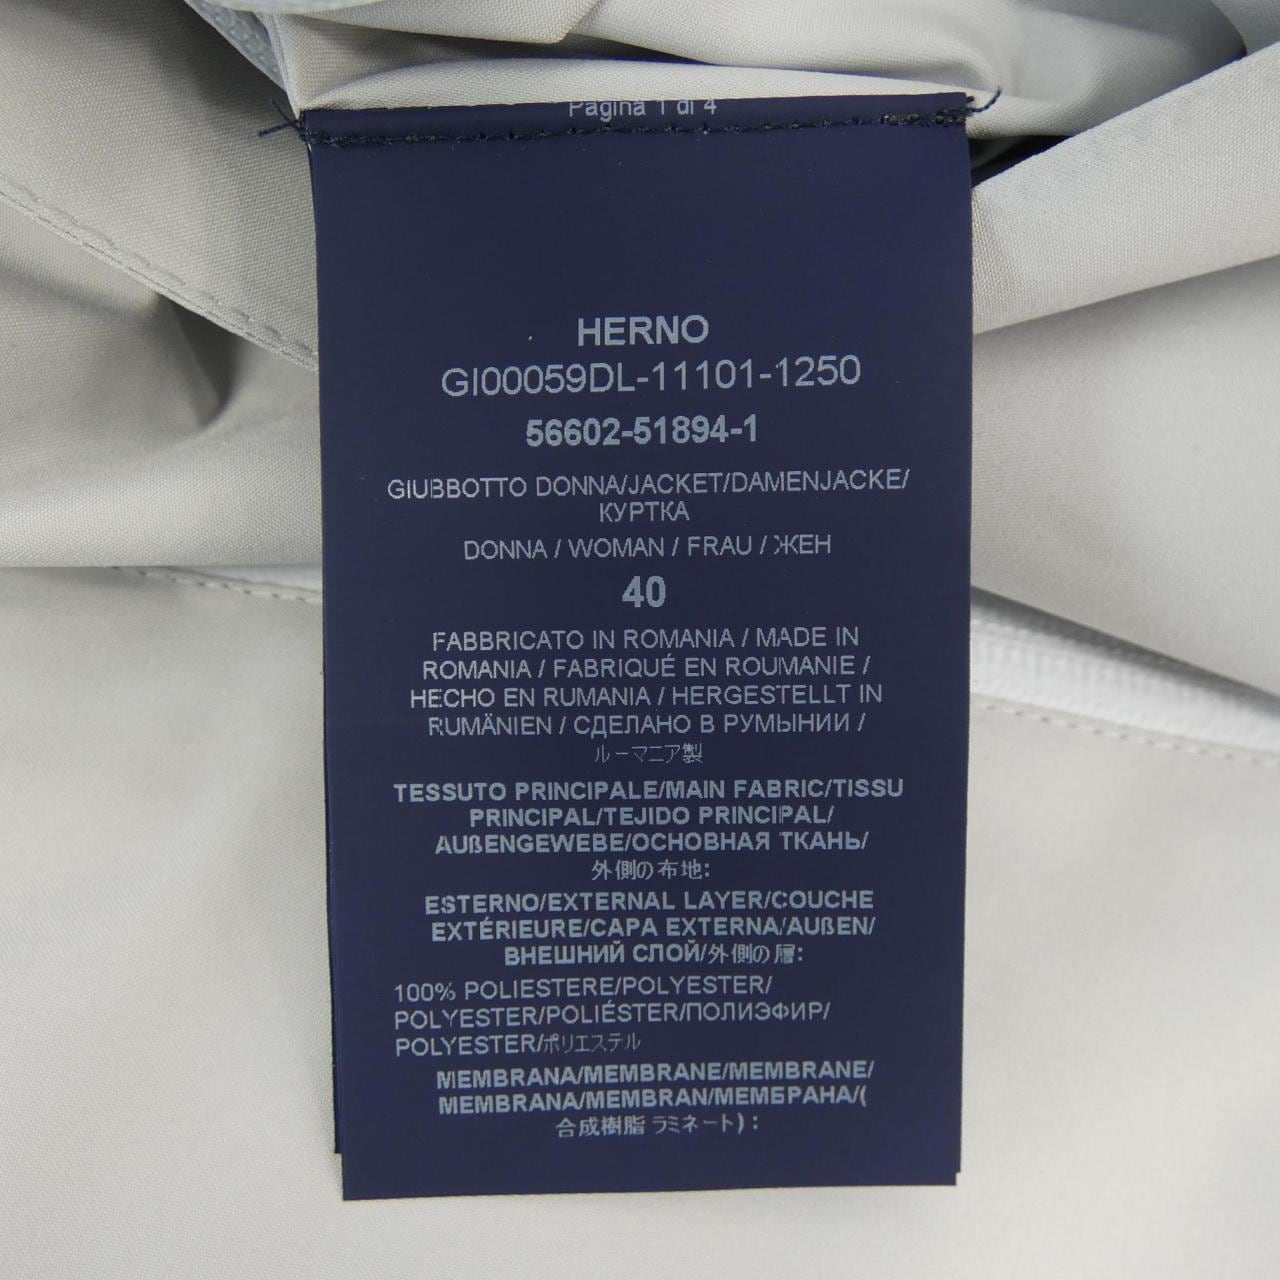 Pagina 1 di 4
HERNO
GI00059DL-11101-1250
56602-51894-1
GIUBBOTTO DONNA/JACKET/DAMENJACKE/
КУРТКА
DONNA / WOMAN / FRAU / ЖЕН
40
FABBRICATO IN ROMANIA / MADE IN
ROMANIA / FABRIQUÉ EN ROUMANIE /
HECHO EN RUMANIA / HERGESTELLT IN
RUMÄNIEN / СДЕЛАНО В РУМЫНИИ /
ルーマニア製
TESSUTO PRINCIPALE/MAIN FABRIC/TISSU
PRINCIPAL/TEJIDO PRINCIPAL/
AUßENGEWEBE/ОСНОВНАЯ ТКАНЬ/
外側の布地:
ESTERNO/EXTERNAL LAYER/COUCHE
EXTÉRIEURE/CAPA EXTERNA/AUßEN/
ВНЕШНИЙ СЛОЙ/外側の層:
100% POLIESTERE/POLYESTER/
POLYESTER/POLIÉSTER/ПОЛИЭФИР/
POLYESTER/ポリエステル
MEMBRANA/MEMBRANE/MEMBRANE/
MEMBRANA/MEMBRAN/МЕМБРАНА/(
合成樹脂 ラミネート) :